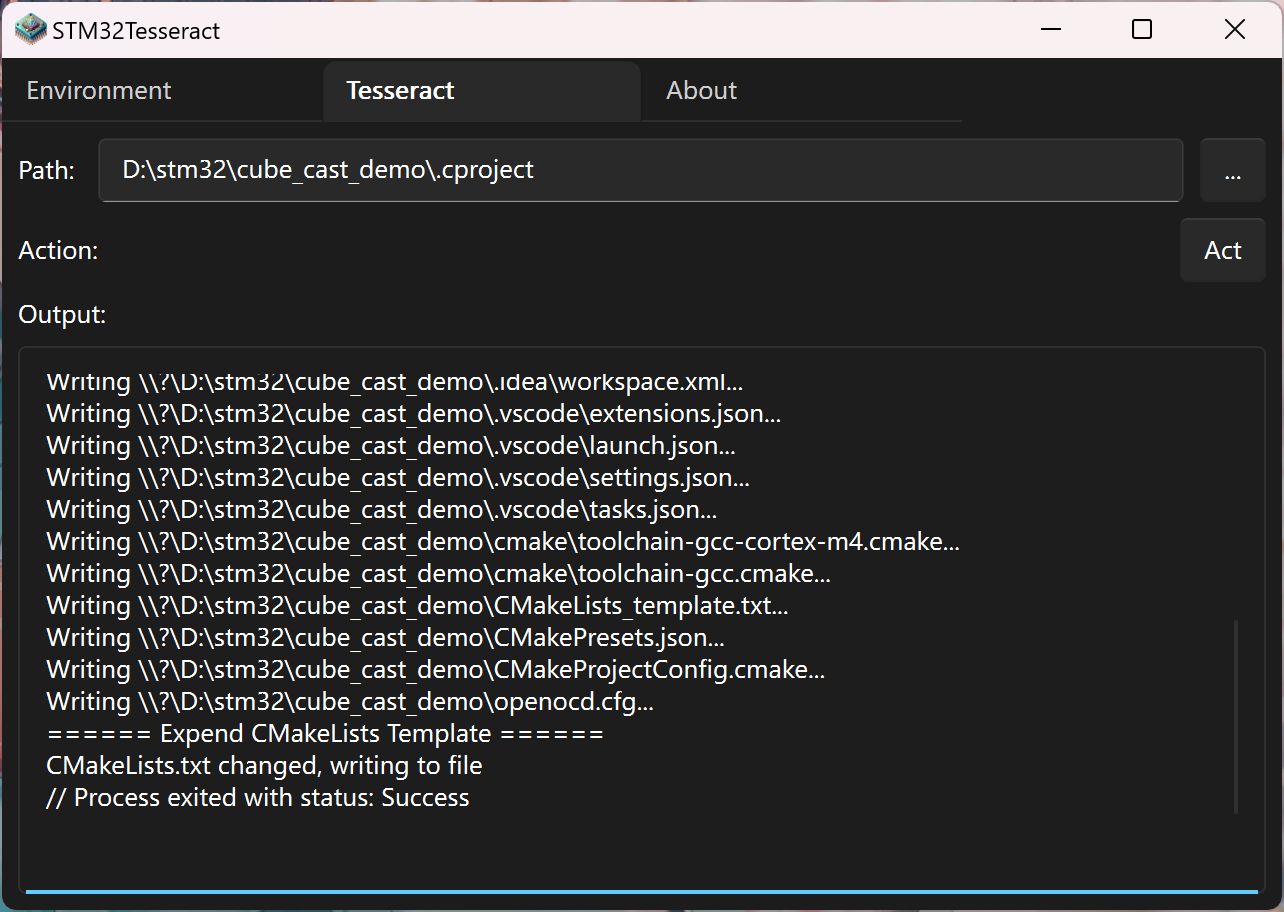 STM32Tesseract
Environment Tesseract About
Path: D:\stm32\cube_cast_demo\.cproject ...
Action: Act
Output:
Writing \\?\D:\stm32\cube_cast_demo\.idea\workspace.xml...
Writing \\?\D:\stm32\cube_cast_demo\.vscode\extensions.json...
Writing \\?\D:\stm32\cube_cast_demo\.vscode\launch.json...
Writing \\?\D:\stm32\cube_cast_demo\.vscode\settings.json...
Writing \\?\D:\stm32\cube_cast_demo\.vscode\tasks.json...
Writing \\?\D:\stm32\cube_cast_demo\cmake\toolchain-gcc-cortex-m4.cmake...
Writing \\?\D:\stm32\cube_cast_demo\cmake\toolchain-gcc.cmake...
Writing \\?\D:\stm32\cube_cast_demo\CMakeLists_template.txt...
Writing \\?\D:\stm32\cube_cast_demo\CMakePresets.json...
Writing \\?\D:\stm32\cube_cast_demo\CMakeProjectConfig.cmake...
Writing \\?\D:\stm32\cube_cast_demo\openocd.cfg...
====== Expend CMakeLists Template ======
CMakeLists.txt changed, writing to file
// Process exited with status: Success